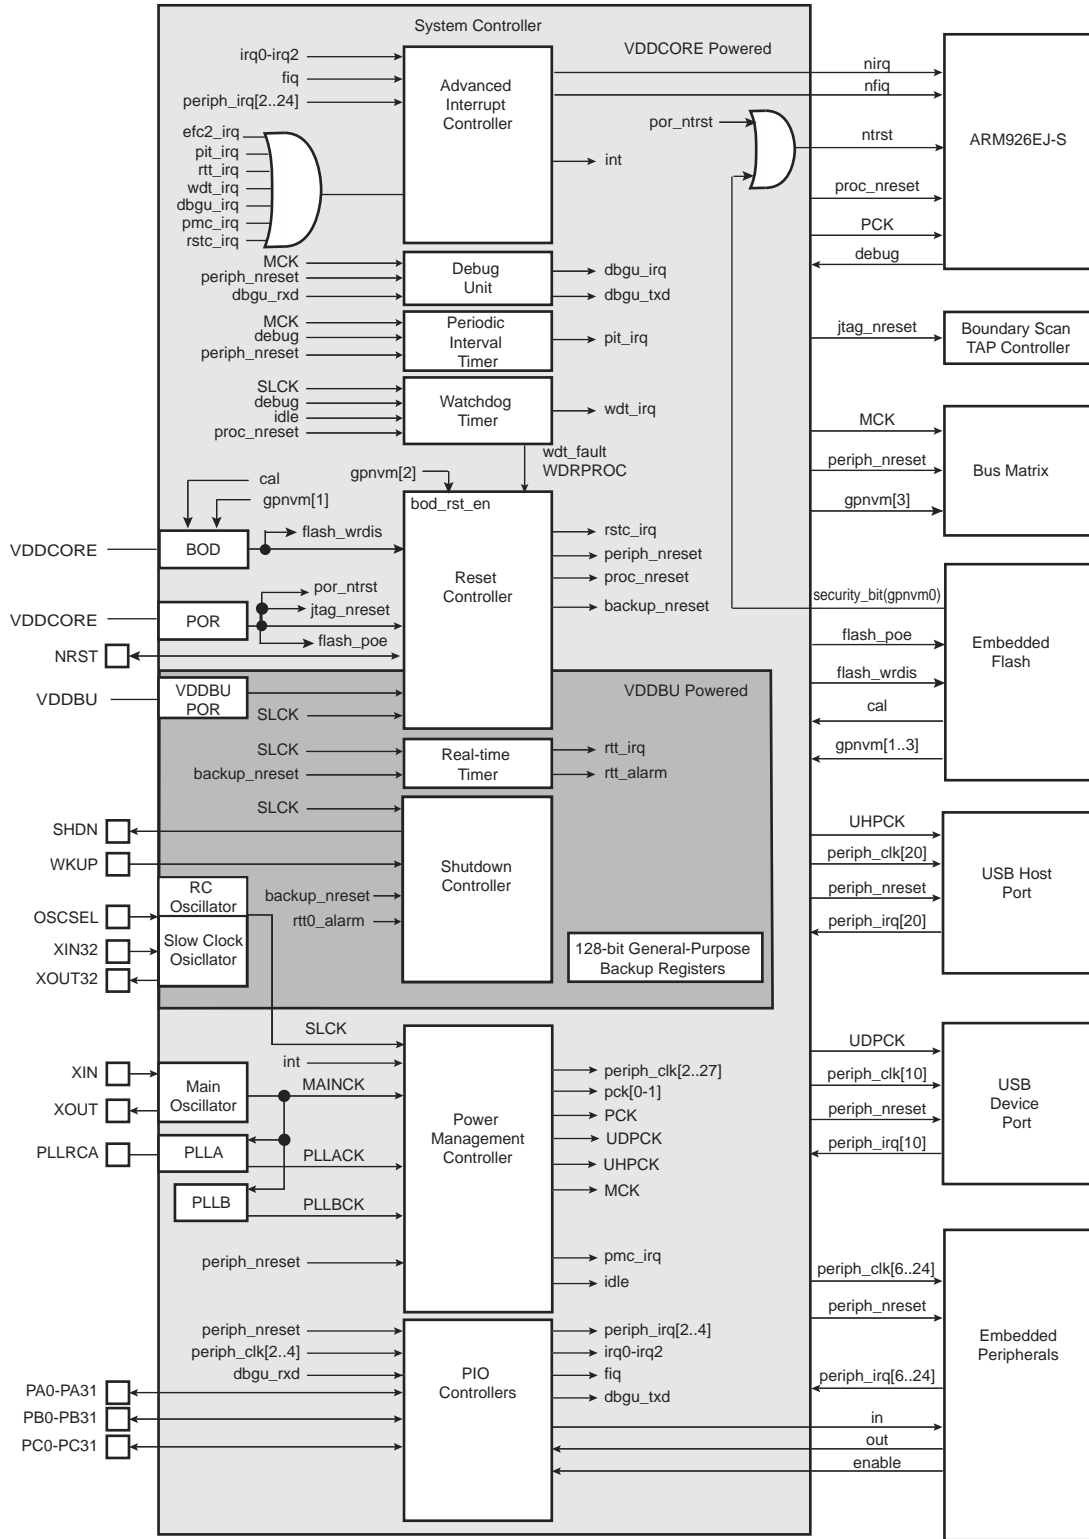 System Controller
VDDCORE Powered
irq0-irq2
fiq
periph_irq[2..24]
efc2_irq
pit_irq
rtt_irq
wdt_irq
dbgu_irq
pmc_irq
rstc_irq
Advanced
Interrupt
Controller
int
por_ntrst
nirq
nfiq
ntrst
proc_nreset
PCK
debug
ARM926EJ-S
MCK
periph_nreset
dbgu_rxd
Debug
Unit
dbgu_irq
dbgu_txd
MCK
debug
periph_nreset
Periodic
Interval
Timer
pit_irq
jtag_nreset
Boundary Scan
TAP Controller
SLCK
debug
idle
proc_nreset
Watchdog
Timer
wdt_irq
wdt_fault
WDRPROC
MCK
periph_nreset
gpnvm[3]
Bus Matrix
cal
gpnvm[1]
gpnvm[2]
bod_rst_en
VDDCORE
BOD
flash_wrdis
VDDCORE
POR
por_ntrst
jtag_nreset
flash_poe
NRST
Reset
Controller
rstc_irq
periph_nreset
proc_nreset
backup_nreset
security_bit(gpnvm0)
flash_poe
flash_wrdis
cal
gpnvm[1..3]
Embedded
Flash
VDDBU
VDDBU
POR
SLCK
VDDBU Powered
SLCK
backup_nreset
Real-time
Timer
rtt_irq
rtt_alarm
SLCK
SHDN
WKUP
backup_nreset
rtt0_alarm
Shutdown
Controller
128-bit General-Purpose
Backup Registers
RC
Oscillator
OSCSEL
Slow Clock
Osicllator
XIN32
XOUT32
UHPCK
periph_clk[20]
periph_nreset
periph_irq[20]
USB Host
Port
SLCK
int
XIN
XOUT
Main
Oscillator
MAINCK
PLLRCA
PLLA
PLLACK
PLLB
PLLBCK
periph_nreset
Power
Management
Controller
periph_clk[2..27]
pck[0-1]
PCK
UDPCK
UHPCK
MCK
pmc_irq
idle
UDPCK
periph_clk[10]
periph_nreset
periph_irq[10]
USB
Device
Port
periph_nreset
periph_clk[2..4]
dbgu_rxd
PA0-PA31
PB0-PB31
PC0-PC31
PIO
Controllers
periph_irq[2..4]
irq0-irq2
fiq
dbgu_txd
periph_clk[6..24]
periph_nreset
periph_irq[6..24]
in
out
enable
Embedded
Peripherals